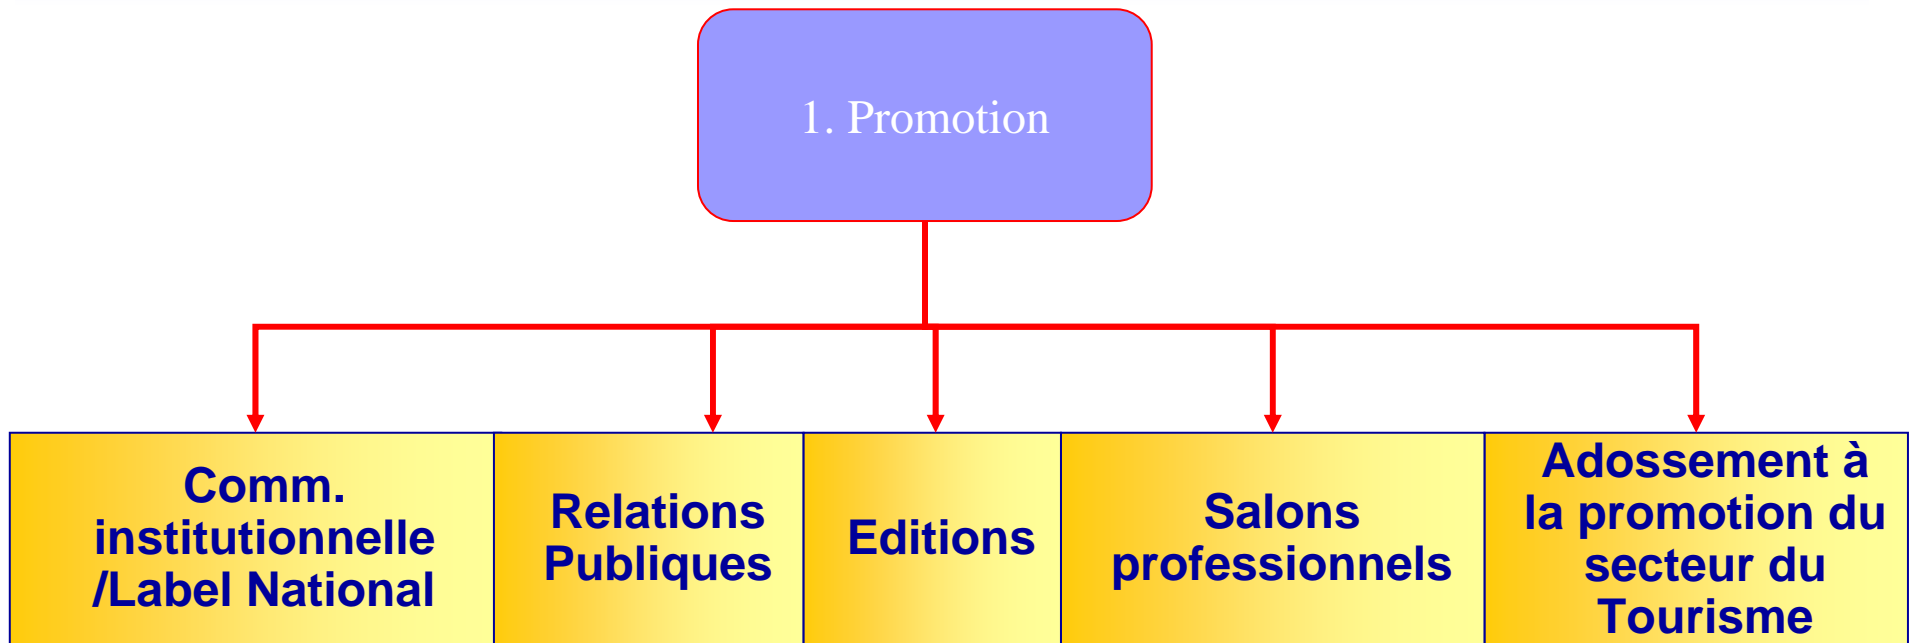 1. Promotion
Comm.
institutionnelle
/Label National
Relations
Publiques
Editions
Salons
professionnels
Adossement à
la promotion du
secteur du
Tourisme